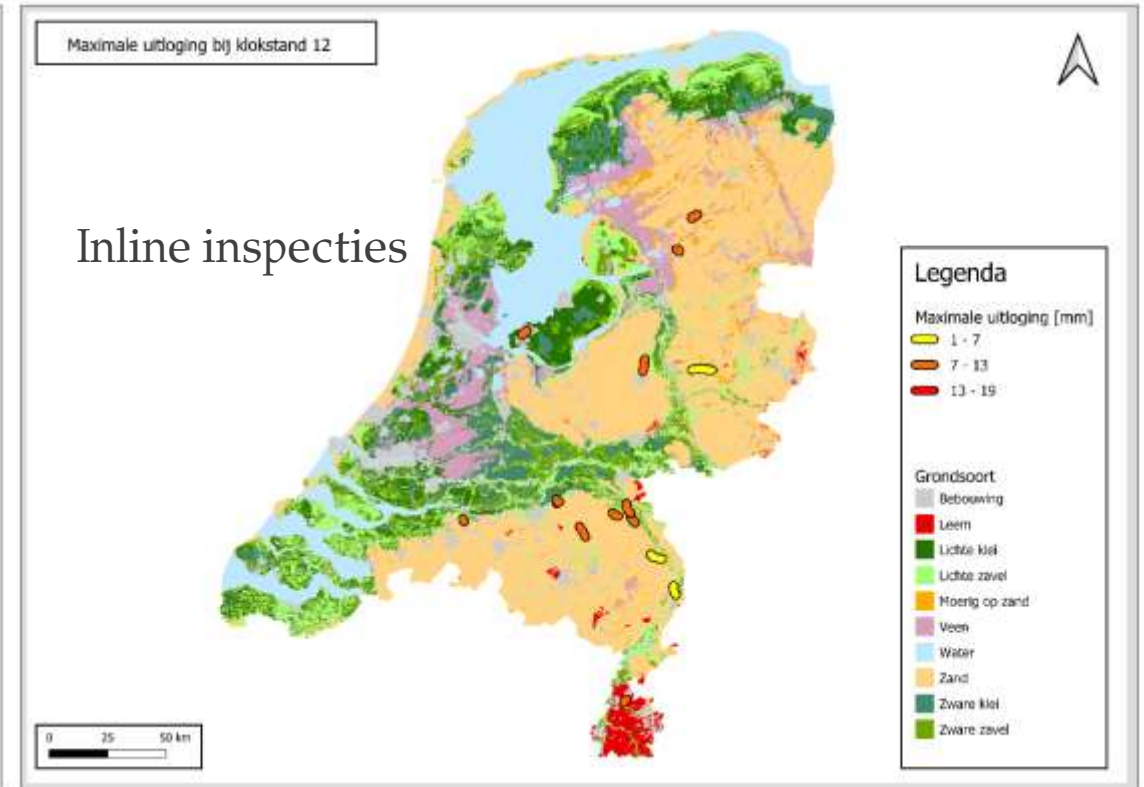 Maximale uitloging bij klokstand 12
Inline inspecties
Legenda
Maximale uitloging [mm]
1 - 7
7 - 13
13 - 19
Grondsoort
Bebouwing
Leem
Lichte klei
Lichte zavel
Moerig op zand
Veen
Water
Zand
Zware klei
Zware zavel
0 25 50 km